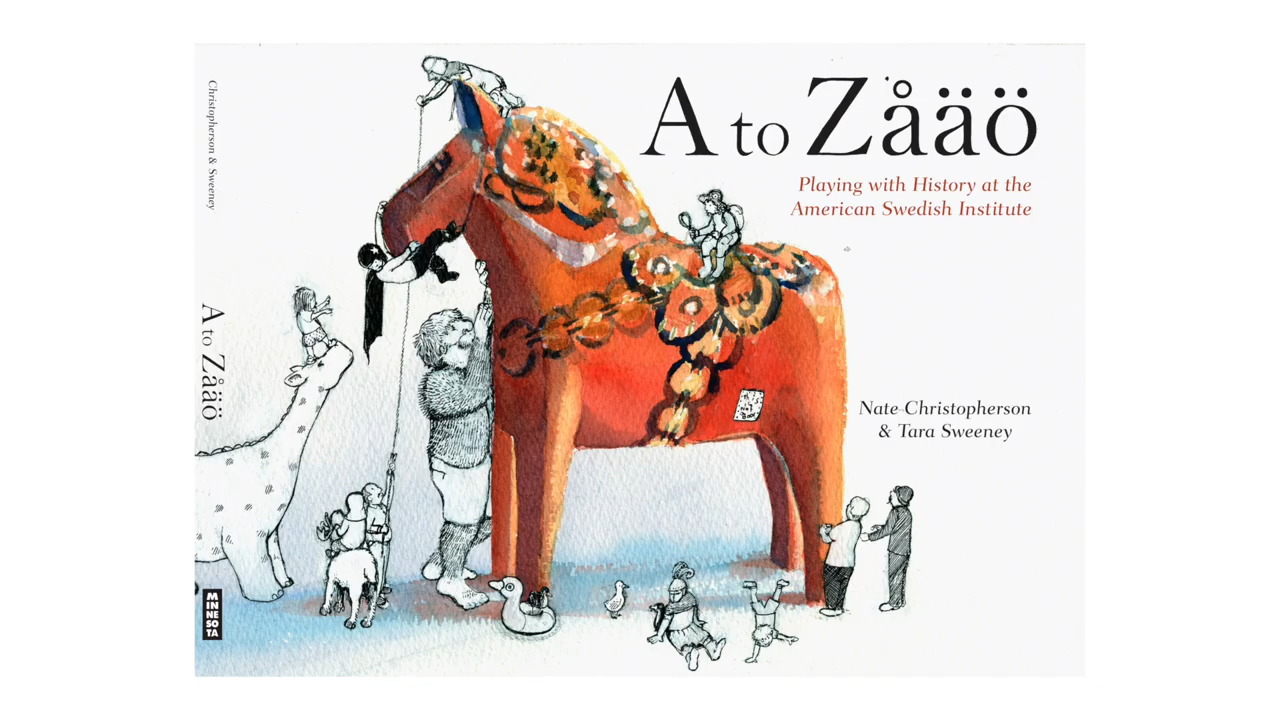 Christopherson & Sweeney
A to Zåäö
MINNESOTA
A to Zåäö
Playing with History at the
American Swedish Institute
Nate Christopherson
& Tara Sweeney